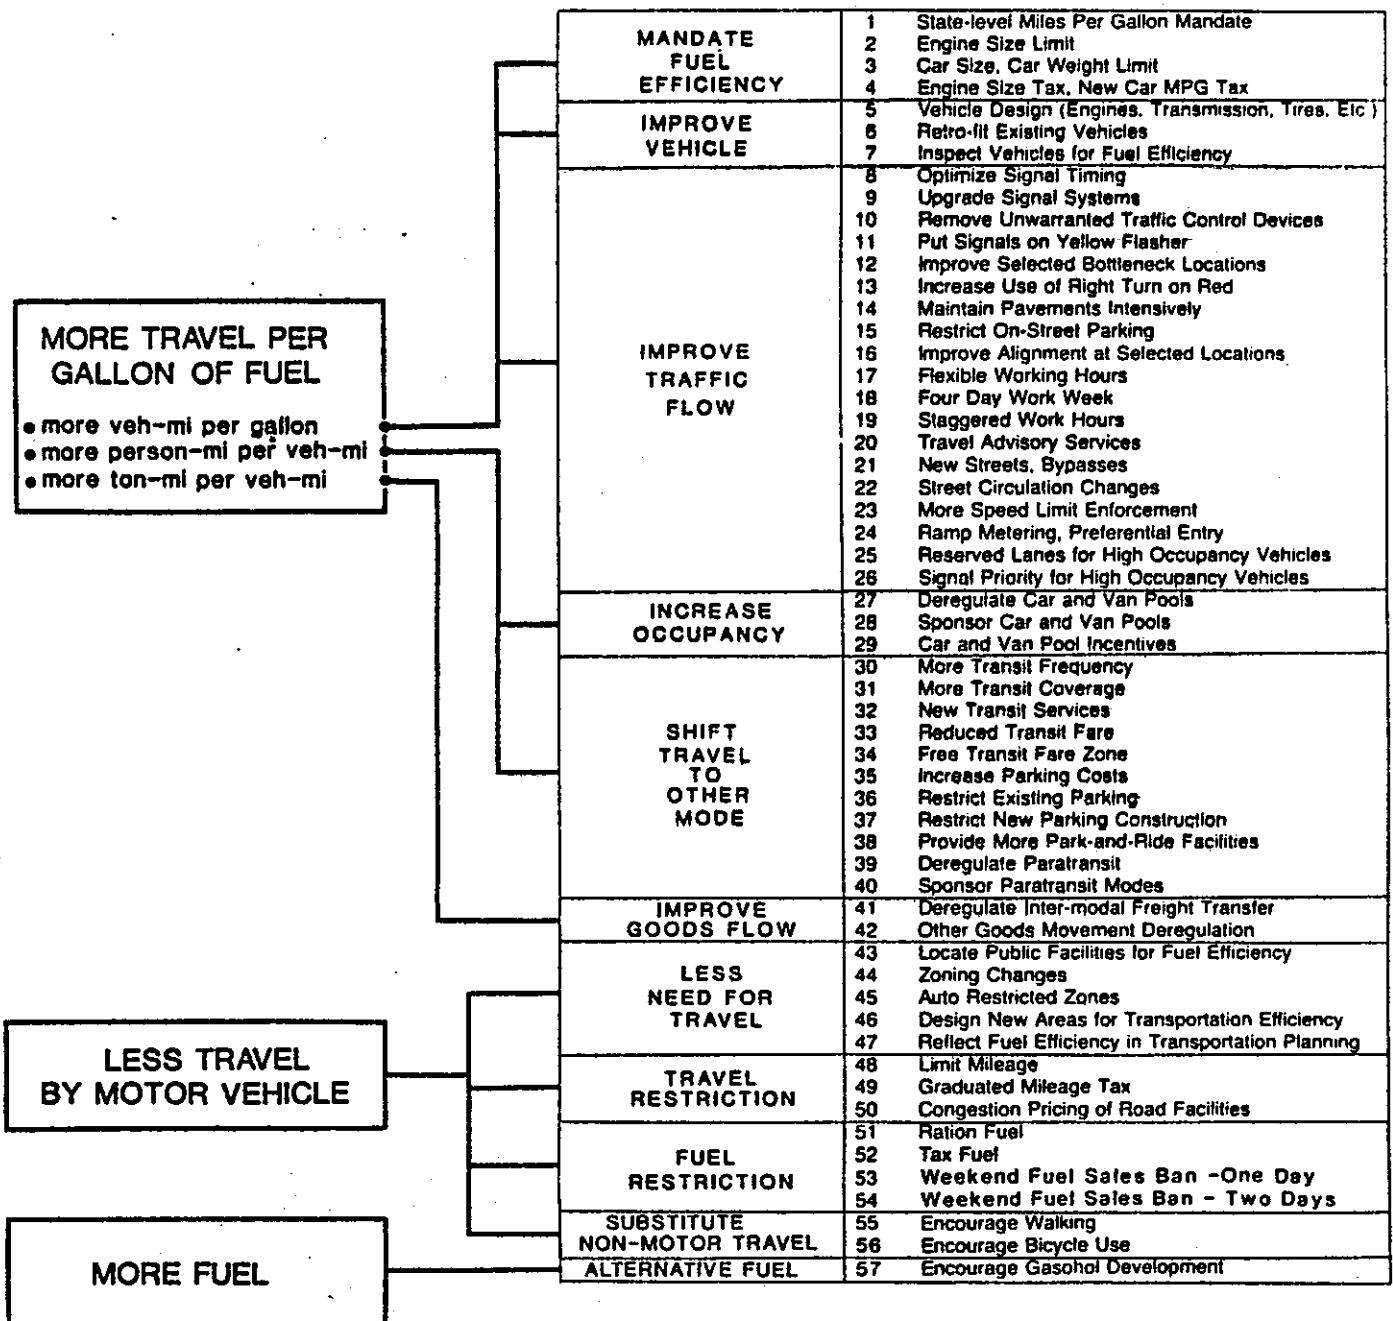 MORE TRAVEL PER
GALLON OF FUEL
• more veh-mi per gallon
• more person-mi per veh-mi
• more ton-mi per veh-mi
LESS TRAVEL
BY MOTOR VEHICLE
MORE FUEL
MANDATE
FUEL
EFFICIENCY
1 State-level Miles Per Gallon Mandate
2 Engine Size Limit
3 Car Size, Car Weight Limit
4 Engine Size Tax, New Car MPG Tax
IMPROVE
VEHICLE
5 Vehicle Design (Engines, Transmission, Tires, Etc )
6 Retro-fit Existing Vehicles
7 Inspect Vehicles for Fuel Efficiency
IMPROVE
TRAFFIC
FLOW
8 Optimize Signal Timing
9 Upgrade Signal Systems
10 Remove Unwarranted Traffic Control Devices
11 Put Signals on Yellow Flasher
12 Improve Selected Bottleneck Locations
13 Increase Use of Right Turn on Red
14 Maintain Pavements Intensively
15 Restrict On-Street Parking
16 Improve Alignment at Selected Locations
17 Flexible Working Hours
18 Four Day Work Week
19 Staggered Work Hours
20 Travel Advisory Services
21 New Streets, Bypasses
22 Street Circulation Changes
23 More Speed Limit Enforcement
24 Ramp Metering, Preferential Entry
25 Reserved Lanes for High Occupancy Vehicles
26 Signal Priority for High Occupancy Vehicles
INCREASE
OCCUPANCY
27 Deregulate Car and Van Pools
28 Sponsor Car and Van Pools
29 Car and Van Pool Incentives
SHIFT
TRAVEL
TO
OTHER
MODE
30 More Transit Frequency
31 More Transit Coverage
32 New Transit Services
33 Reduced Transit Fare
34 Free Transit Fare Zone
35 Increase Parking Costs
36 Restrict Existing Parking
37 Restrict New Parking Construction
38 Provide More Park-and-Ride Facilities
39 Deregulate Paratransit
40 Sponsor Paratransit Modes
IMPROVE
GOODS FLOW
41 Deregulate Inter-modal Freight Transfer
42 Other Goods Movement Deregulation
LESS
NEED FOR
TRAVEL
43 Locate Public Facilities for Fuel Efficiency
44 Zoning Changes
45 Auto Restricted Zones
46 Design New Areas for Transportation Efficiency
47 Reflect Fuel Efficiency in Transportation Planning
TRAVEL
RESTRICTION
48 Limit Mileage
49 Graduated Mileage Tax
50 Congestion Pricing of Road Facilities
FUEL
RESTRICTION
51 Ration Fuel
52 Tax Fuel
53 Weekend Fuel Sales Ban -One Day
54 Weekend Fuel Sales Ban - Two Days
SUBSTITUTE
NON-MOTOR TRAVEL
55 Encourage Walking
56 Encourage Bicycle Use
ALTERNATIVE FUEL
57 Encourage Gasohol Development